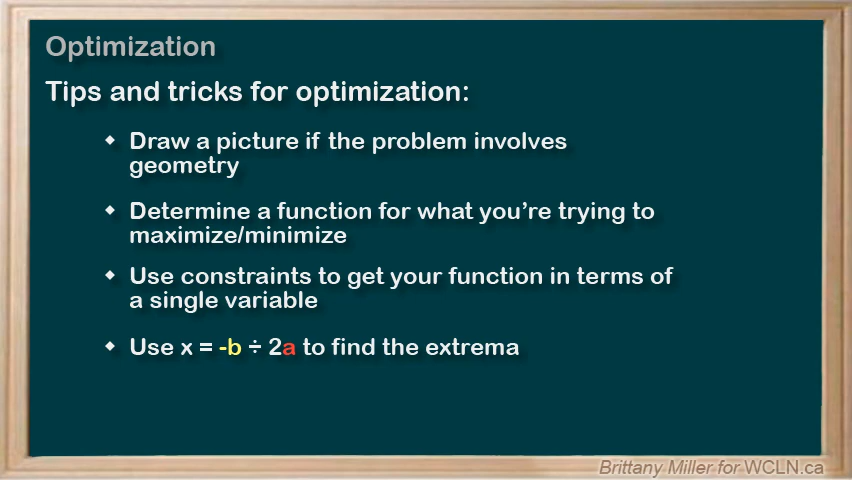 Optimization
Tips and tricks for optimization:
◆ Draw a picture if the problem involves
geometry
◆ Determine a function for what you're trying to
maximize/minimize
◆ Use constraints to get your function in terms of
a single variable
◆ Use x = -b ÷ 2a to find the extrema
Brittany Miller for WCLN.ca